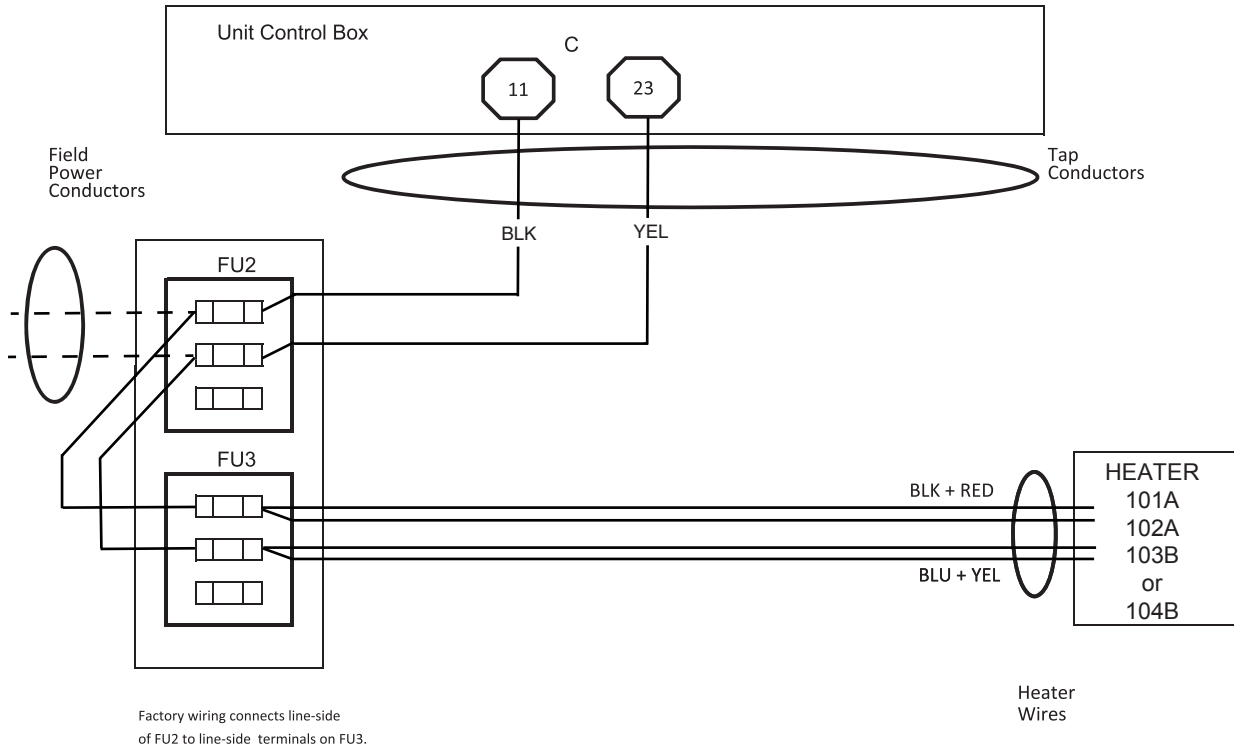 Unit Control Box
C
11
23
Field
Power
Conductors
Tap
Conductors
BLK
YEL
FU2
FU3
BLK + RED
BLU + YEL
HEATER
101A
102A
103B
or
104B
Heater
Wires
Factory wiring connects line-side
of FU2 to line-side terminals on FU3.